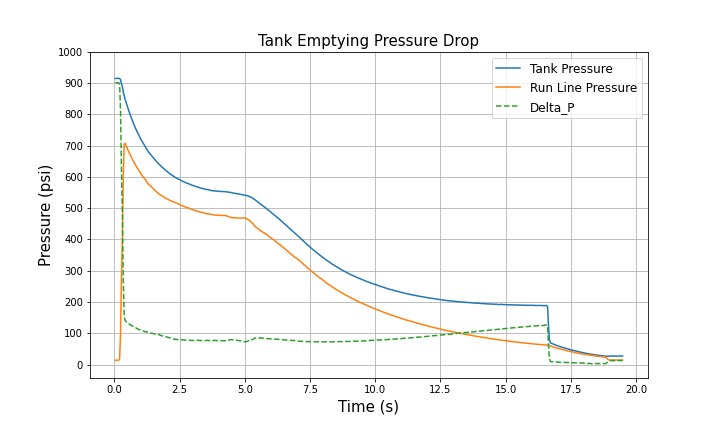 Tank Emptying Pressure Drop
1000
900
800
700
600
500
400
300
200
100
0
Pressure (psi)
Tank Pressure
Run Line Pressure
Delta_P
0.0 2.5 5.0 7.5 10.0 12.5 15.0 17.5 20.0
Time (s)